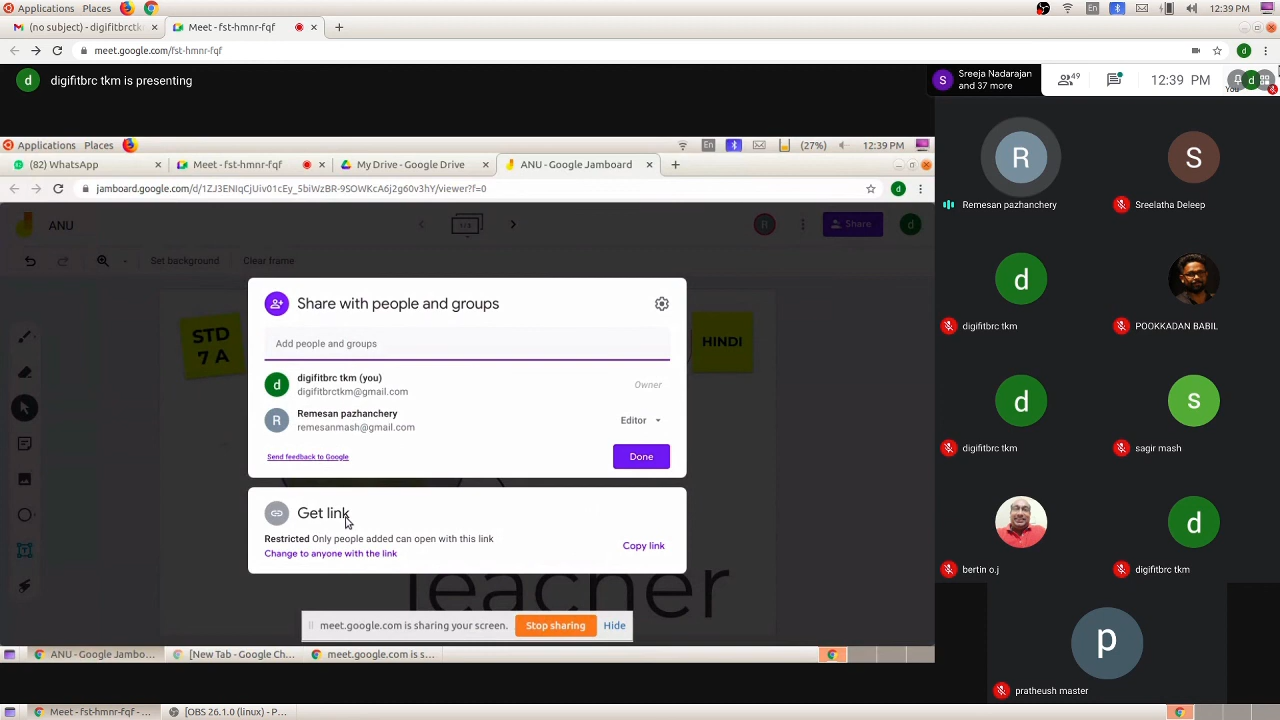 Applications Places
En
12:39 PM
(no subject) - digifitbrctk
Meet - fst-hmnr-fqf
meet.google.com/fst-hmnr-fqf
d
digifitbrc tkm is presenting
S
Sreeja Nadarajan
and 37 more
49
12:39 PM
d
You
Applications Places
En
(27%)
12:39 PM
(82) WhatsApp
Meet - fst-hmnr-fqf
My Drive - Google Drive
ANU - Google Jamboard
jamboard.google.com/d/1ZJ3ENIqCjUiv01cEy_5biWzBR-9SOWKcA6j2g60v3hY/viewer?f=0
d
ANU
R
Share
d
Set background
Clear frame
STD
7 A
HINDI
Share with people and groups
Add people and groups
d
digifitbrc tkm (you)
digifitbrctkm@gmail.com
Owner
R
Remesan pazhanchery
remesanmash@gmail.com
Editor
Send feedback to Google
Done
Get link
Restricted Only people added can open with this link
Change to anyone with the link
Copy link
Teacher
meet.google.com is sharing your screen.
Stop sharing
Hide
ANU - Google Jambo...
[New Tab - Google Ch...
meet.google.com is s...
R
Remesan pazhanchery
S
Sreelatha Deleep
d
digifitbrc tkm
POOKKADAN BABIL
d
digifitbrc tkm
s
sagir mash
bertin o.j
d
digifitbrc tkm
p
pratheush master
Meet - fst-hmnr-fqf - ...
[OBS 26.1.0 (linux) - P...